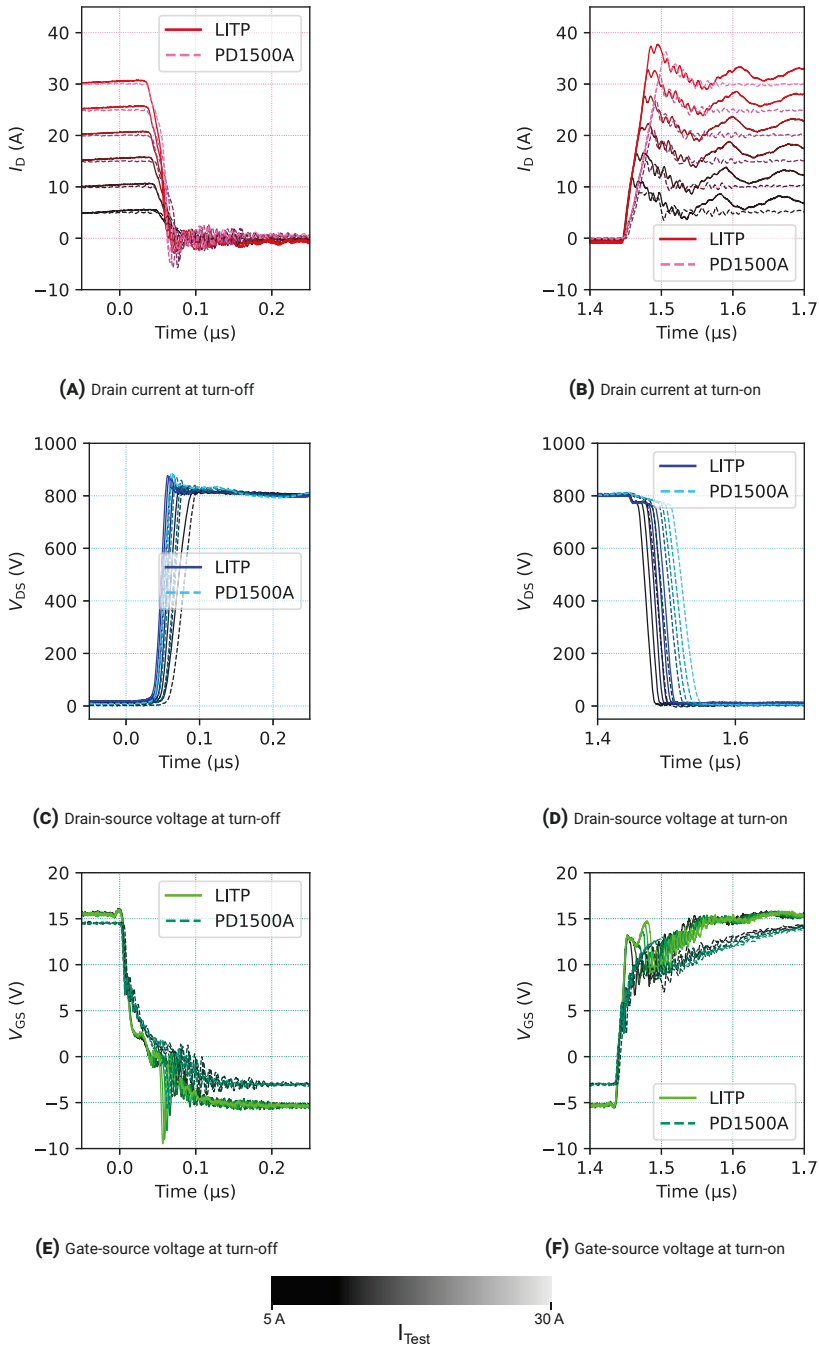 LITP
PD1500A
40
30
20
10
0
−10
I_D (A)
0.0 0.1 0.2
Time (µs)
(A) Drain current at turn-off
40
30
20
10
0
−10
I_D (A)
LITP
PD1500A
1.4 1.5 1.6 1.7
Time (µs)
(B) Drain current at turn-on
1000
800
600
400
200
0
V_DS (V)
LITP
PD1500A
0.0 0.1 0.2
Time (µs)
(C) Drain-source voltage at turn-off
1000
800
600
400
200
0
V_DS (V)
LITP
PD1500A
1.4 1.6
Time (µs)
(D) Drain-source voltage at turn-on
20
15
10
5
0
−5
−10
V_GS (V)
LITP
PD1500A
0.0 0.1 0.2
Time (µs)
(E) Gate-source voltage at turn-off
20
15
10
5
0
−5
−10
V_GS (V)
LITP
PD1500A
1.4 1.5 1.6 1.7
Time (µs)
(F) Gate-source voltage at turn-on
5 A 30 A
I_Test